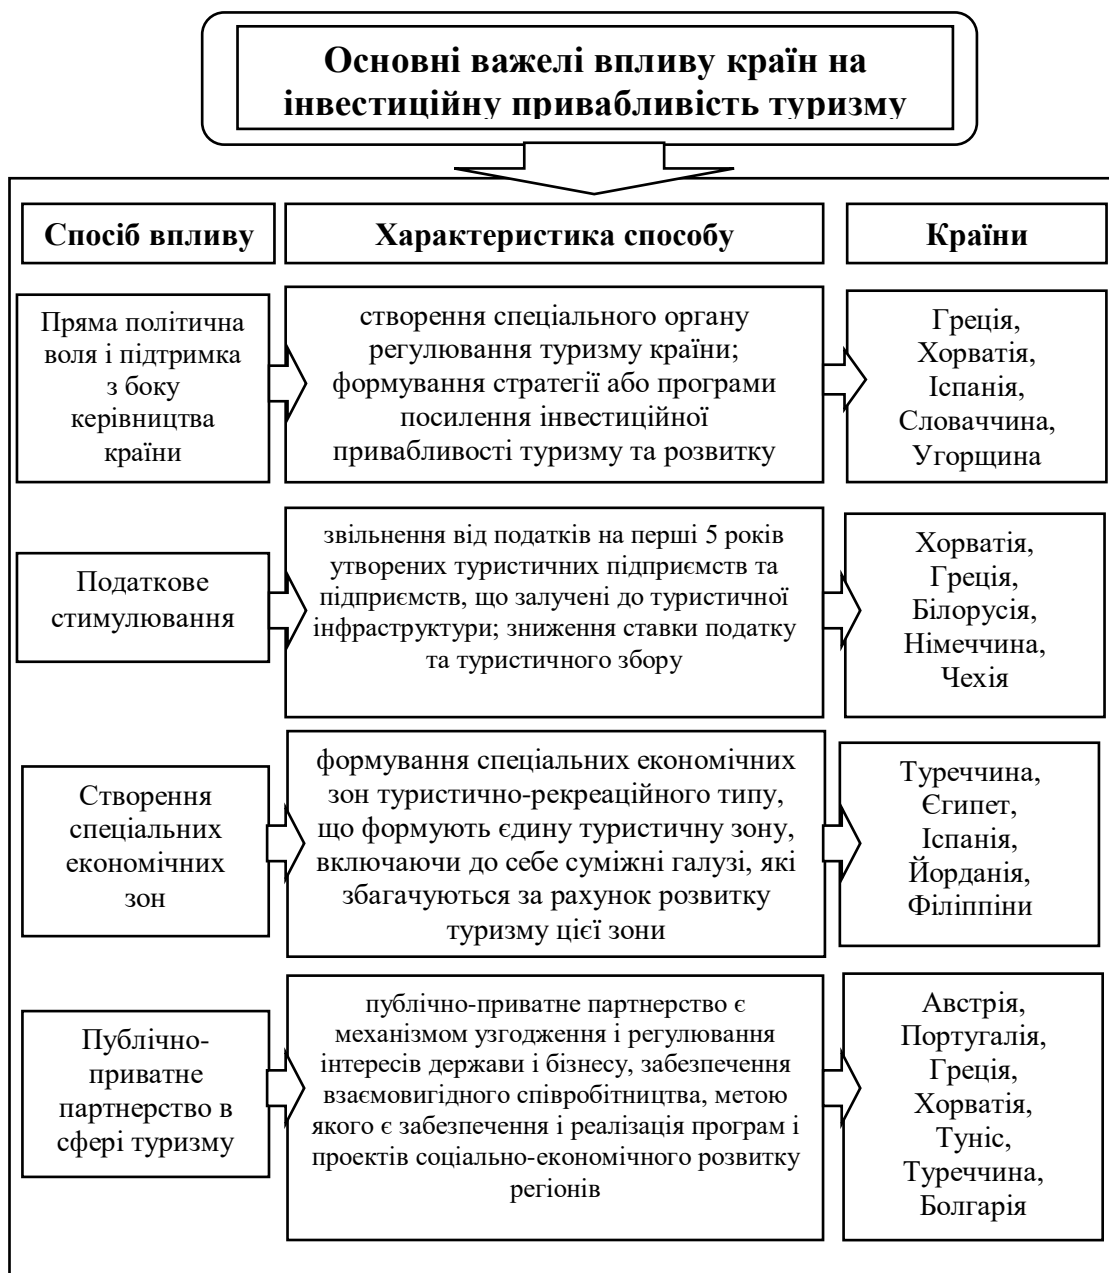 Основні важелі впливу країн на
інвестиційну привабливість туризму
Спосіб впливу
Характеристика способу
Країни
Пряма політична
воля і підтримка
з боку
керівництва
країни
створення спеціального органу
регулювання туризму країни;
формування стратегії або програми
посилення інвестиційної
привабливості туризму та розвитку
Греція,
Хорватія,
Іспанія,
Словаччина,
Угорщина
Податкове
стимулювання
звільнення від податків на перші 5 років
утворених туристичних підприємств та
підприємств, що залучені до туристичної
інфраструктури; зниження ставки податку
та туристичного збору
Хорватія,
Греція,
Білорусія,
Німеччина,
Чехія
Створення
спеціальних
економічних
зон
формування спеціальних економічних
зон туристично-рекреаційного типу,
що формують єдину туристичну зону,
включаючи до себе суміжні галузі, які
збагачуються за рахунок розвитку
туризму цієї зони
Туреччина,
Єгипет,
Іспанія,
Йорданія,
Філіппіни
Публічно-
приватне
партнерство в
сфері туризму
публічно-приватне партнерство є
механізмом узгодження і регулювання
інтересів держави і бізнесу, забезпечення
взаємовигідного співробітництва, метою
якого є забезпечення і реалізація програм і
проектів соціально-економічного розвитку
регіонів
Австрія,
Португалія,
Греція,
Хорватія,
Туніс,
Туреччина,
Болгарія